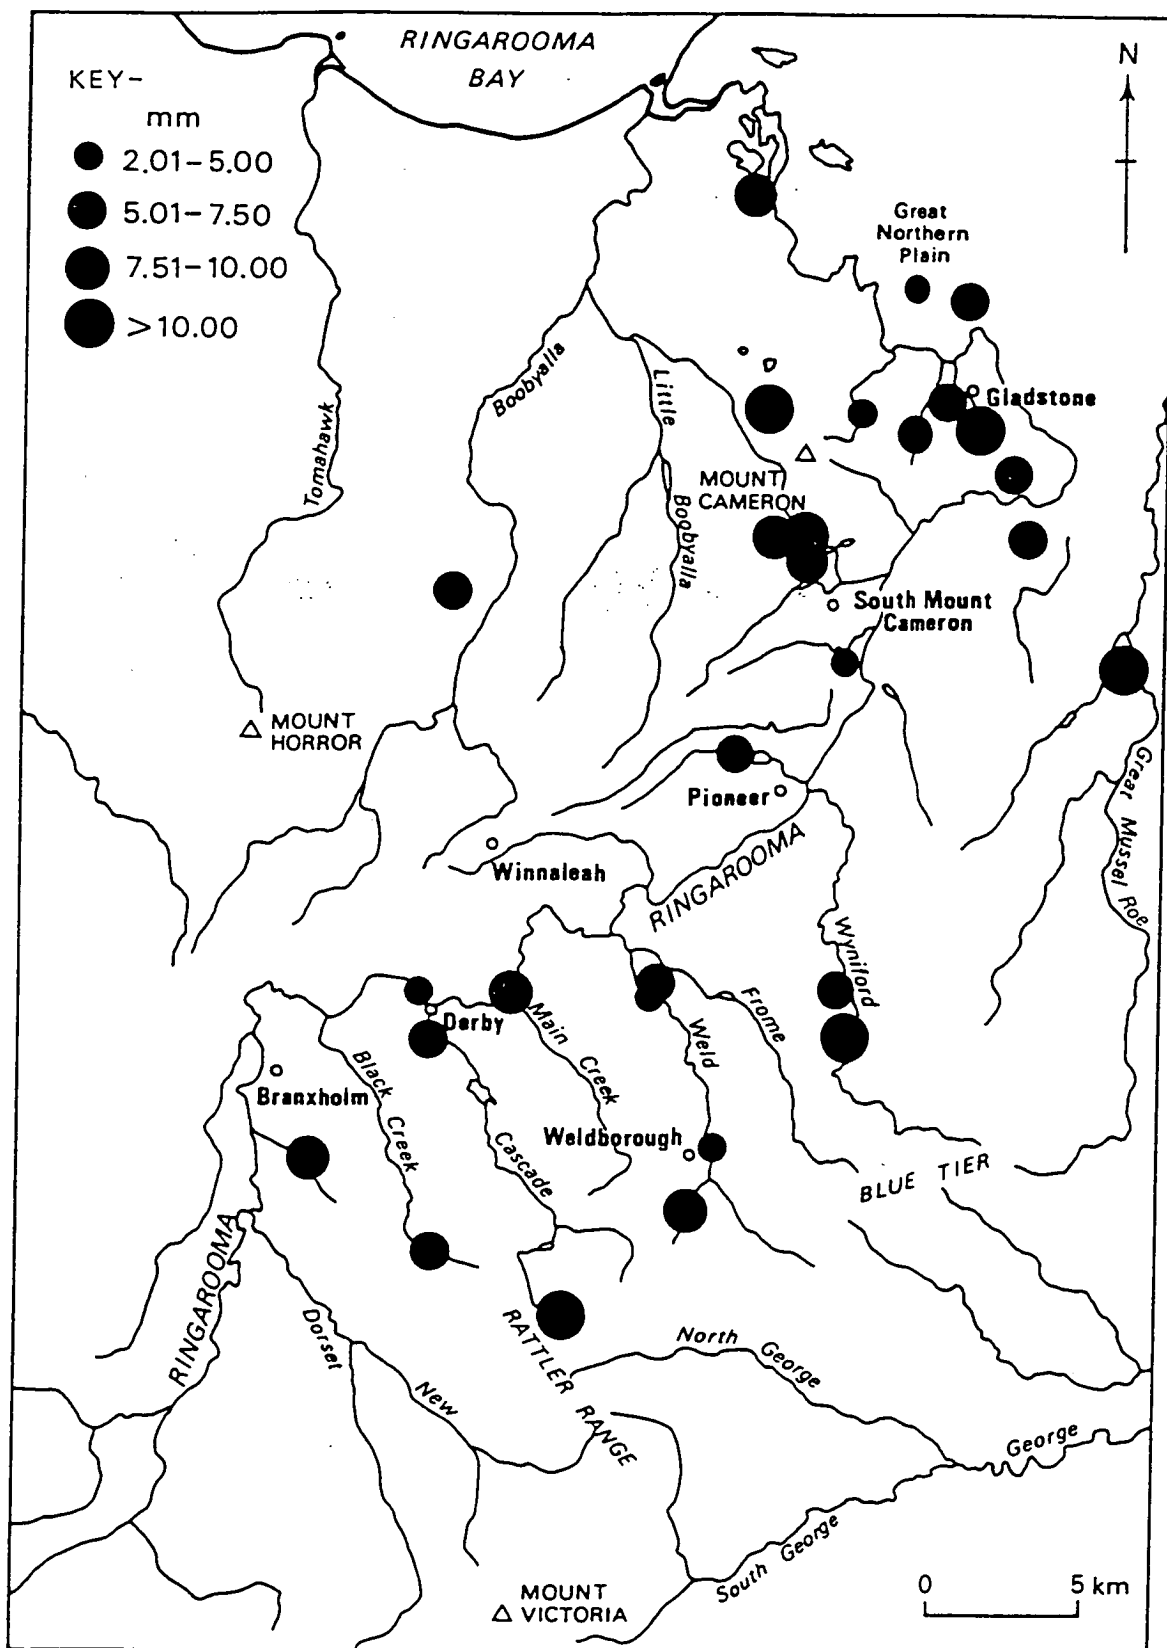 RINGAROOMA
BAY
KEY-
mm
2.01-5.00
5.01-7.50
7.51-10.00
>10.00
N
Great
Northern
Plain
Boobyalla
Little
Boobyalla
Tomahawk
Gladstone
MOUNT
CAMERON
South Mount
Cameron
MOUNT
HORROR
Great Mussel Roe
Pioneer
Winnaleah
RINGAROOMA
Wyniford
Derby
Main Creek
Weld
Frome
Branxholm
Black Creek
Cascade
Weldborough
BLUE TIER
RINGAROOMA
Dorset
New
RATTLER RANGE
North George
George
South George
MOUNT
VICTORIA
0 5 km